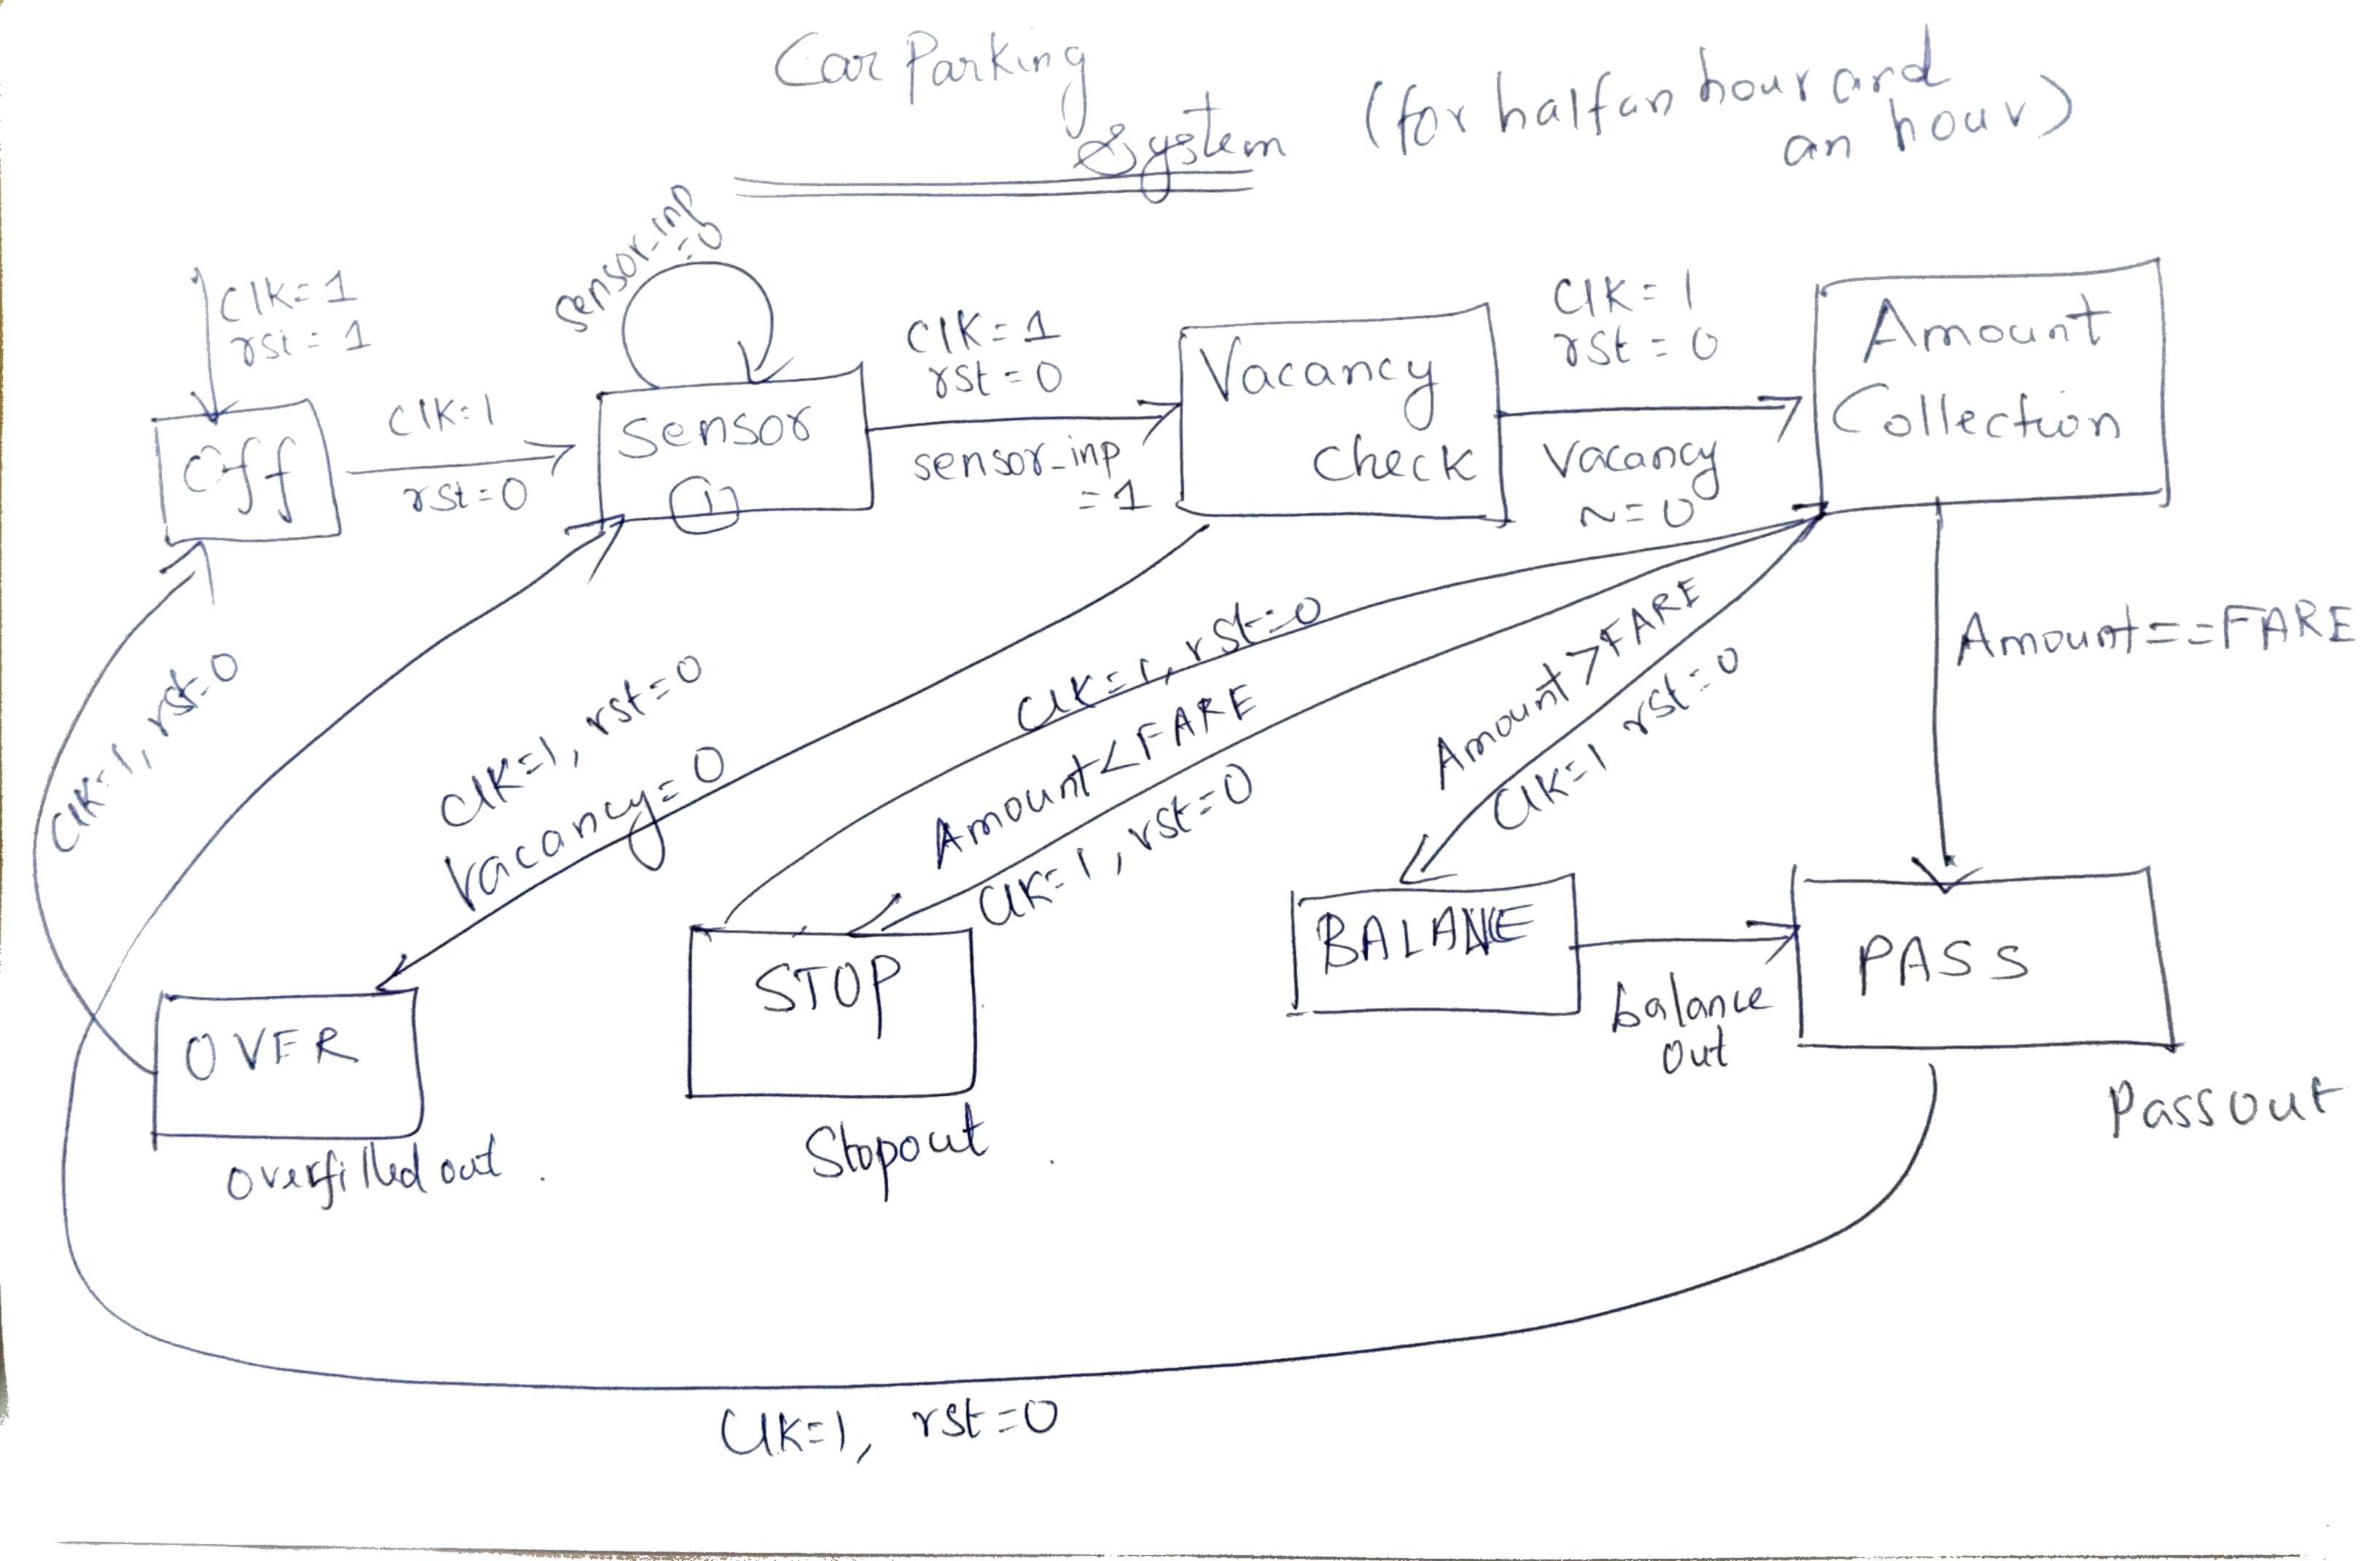 Car Parking
System
(for half an hour and
an hour)
sensor-inp
=0
Clk=1
rst=1
Off
Clk=1
rst=0
Sensor
1
Clk=1
rst=0
sensor-inp
=1
Vacancy
check
Clk=1
rst=0
Vacancy
~=0
Amount
Collection
Clk=1, rst=0
Clk=1, rst=0
Vacancy=0
Clk=1, rst=0
Amount<FARE
Clk=1, rst=0
Amount>FARE
Clk=1 rst=0
Amount==FARE
OVER
overfilled out.
STOP
Stopout.
BALANCE
balance
out
PASS
Passout
Clk=1, rst=0